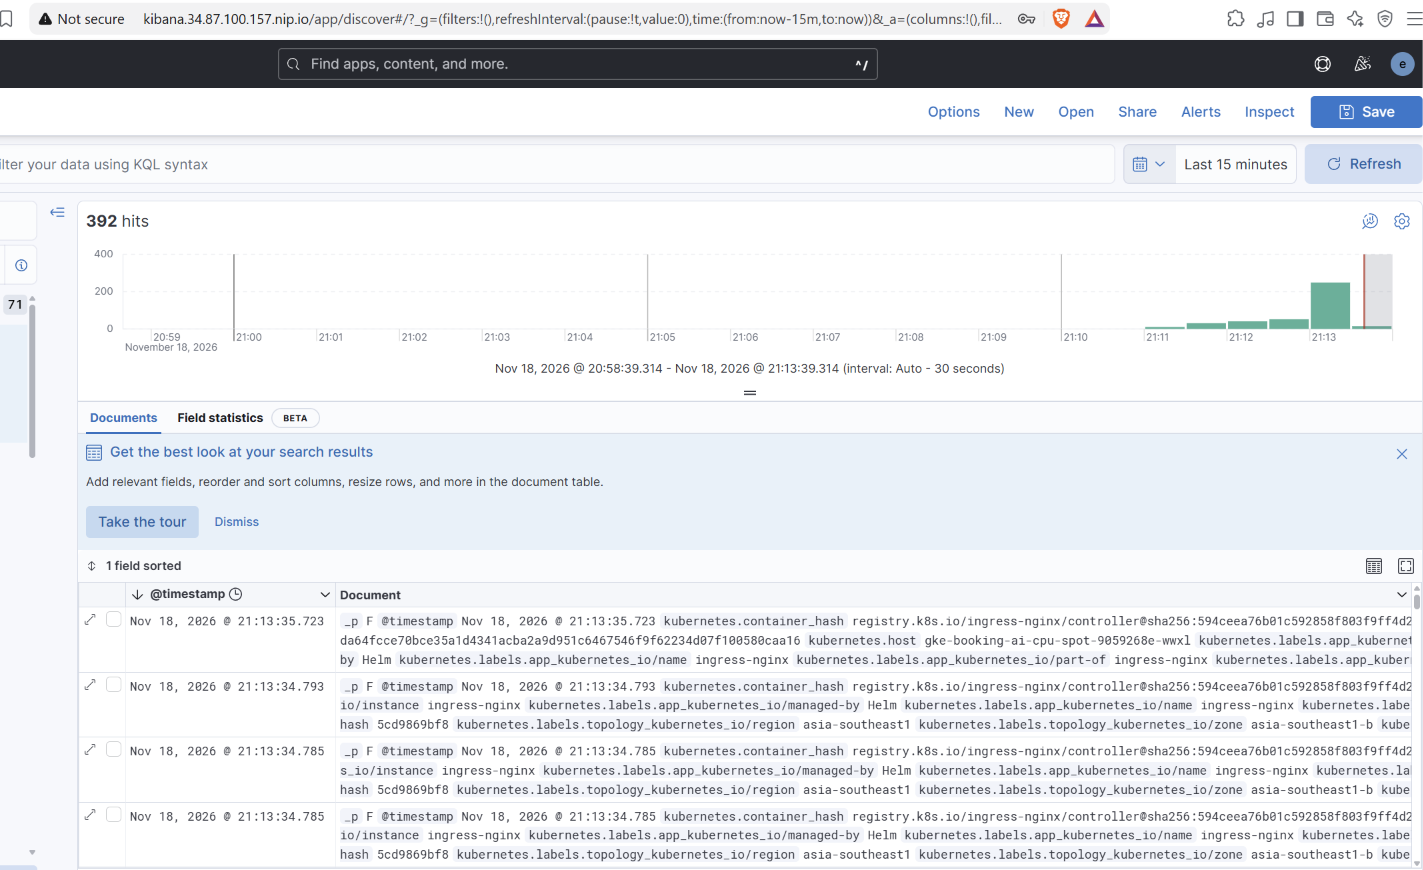 Not secure kibana.34.87.100.157.nip.io/app/discover#/?_g=(filters:!(),refreshInterval:(pause:!t,value:0),time:(from:now-15m,to:now))&_a=(columns:!(),fil...
Find apps, content, and more. ^/ e
Options New Open Share Alerts Inspect Save
ilter your data using KQL syntax Last 15 minutes Refresh
392 hits
400
200
0
71
20:59 21:00 21:01 21:02 21:03 21:04 21:05 21:06 21:07 21:08 21:09 21:10 21:11 21:12 21:13
November 18, 2026
Nov 18, 2026 @ 20:58:39.314 - Nov 18, 2026 @ 21:13:39.314 (interval: Auto - 30 seconds)
Documents Field statistics BETA
Get the best look at your search results
Add relevant fields, reorder and sort columns, resize rows, and more in the document table.
Take the tour Dismiss
1 field sorted
@timestamp Document
Nov 18, 2026 @ 21:13:35.723 _p F @timestamp Nov 18, 2026 @ 21:13:35.723 kubernetes.container_hash registry.k8s.io/ingress-nginx/controller@sha256:594ceea76b01c592858f803f9ff4d2
da64fcce70bce35a1d4341acba2a9d951c6467546f9f62234d07f100580caa16 kubernetes.host gke-booking-ai-cpu-spot-9059268e-wwxl kubernetes.labels.app_kubernet
by Helm kubernetes.labels.app_kubernetes_io/name ingress-nginx kubernetes.labels.app_kubernetes_io/part-of ingress-nginx kubernetes.labels.app_kuber
Nov 18, 2026 @ 21:13:34.793 _p F @timestamp Nov 18, 2026 @ 21:13:34.793 kubernetes.container_hash registry.k8s.io/ingress-nginx/controller@sha256:594ceea76b01c592858f803f9ff4d2
io/instance ingress-nginx kubernetes.labels.app_kubernetes_io/managed-by Helm kubernetes.labels.app_kubernetes_io/name ingress-nginx kubernetes.labe
hash 5cd9869bf8 kubernetes.labels.topology_kubernetes_io/region asia-southeast1 kubernetes.labels.topology_kubernetes_io/zone asia-southeast1-b kube
Nov 18, 2026 @ 21:13:34.785 _p F @timestamp Nov 18, 2026 @ 21:13:34.785 kubernetes.container_hash registry.k8s.io/ingress-nginx/controller@sha256:594ceea76b01c592858f803f9ff4d2
s_io/instance ingress-nginx kubernetes.labels.app_kubernetes_io/managed-by Helm kubernetes.labels.app_kubernetes_io/name ingress-nginx kubernetes.la
hash 5cd9869bf8 kubernetes.labels.topology_kubernetes_io/region asia-southeast1 kubernetes.labels.topology_kubernetes_io/zone asia-southeast1-b kube
Nov 18, 2026 @ 21:13:34.785 _p F @timestamp Nov 18, 2026 @ 21:13:34.785 kubernetes.container_hash registry.k8s.io/ingress-nginx/controller@sha256:594ceea76b01c592858f803f9ff4d2
io/instance ingress-nginx kubernetes.labels.app_kubernetes_io/managed-by Helm kubernetes.labels.app_kubernetes_io/name ingress-nginx kubernetes.labe
hash 5cd9869bf8 kubernetes.labels.topology_kubernetes_io/region asia-southeast1 kubernetes.labels.topology_kubernetes_io/zone asia-southeast1-b kube